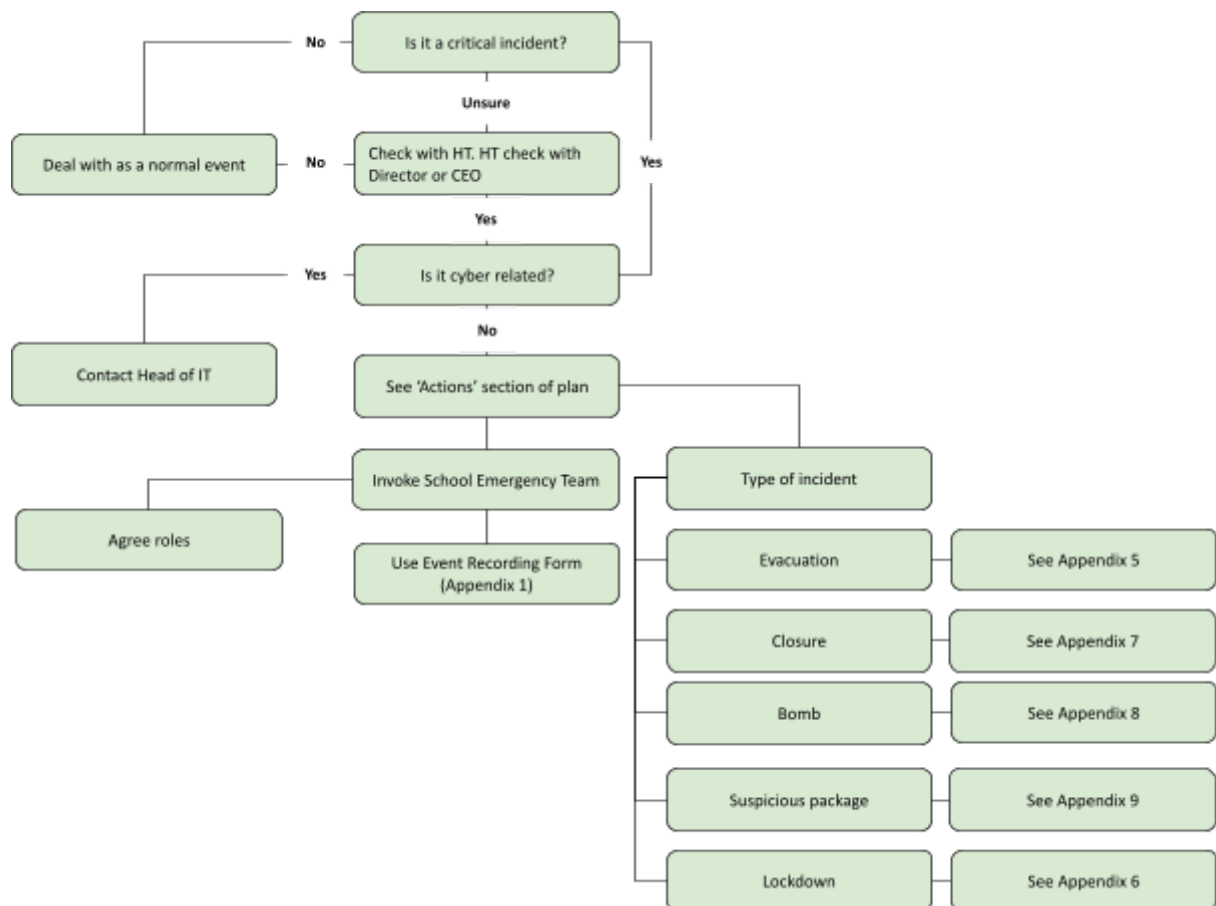 No
Is it a critical incident?
Unsure
Deal with as a normal event
No
Check with HT. HT check with
Director or CEO
Yes
Yes
Yes
Is it cyber related?
No
Contact Head of IT
See ‘Actions’ section of plan
Invoke School Emergency Team
Type of incident
Agree roles
Use Event Recording Form
(Appendix 1)
Evacuation
See Appendix 5
Closure
See Appendix 7
Bomb
See Appendix 8
Suspicious package
See Appendix 9
Lockdown
See Appendix 6